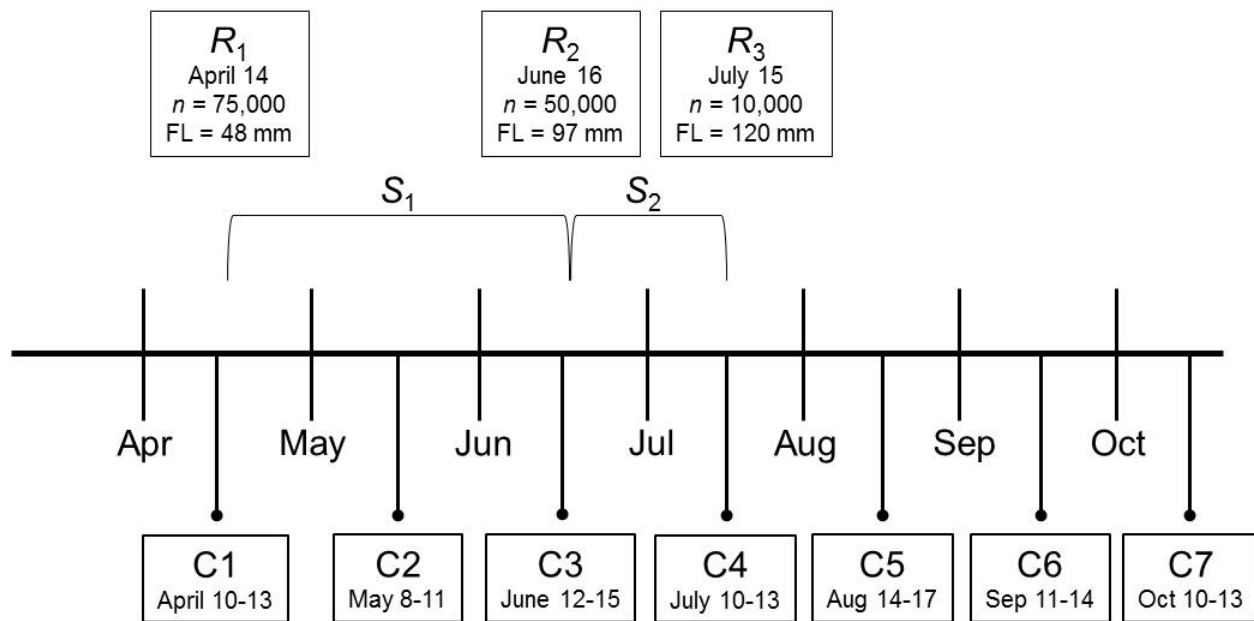 R1
April 14
n = 75,000
FL = 48 mm
R2
June 16
n = 50,000
FL = 97 mm
R3
July 15
n = 10,000
FL = 120 mm
S1
S2
Apr
May
Jun
Jul
Aug
Sep
Oct
C1
April 10-13
C2
May 8-11
C3
June 12-15
C4
July 10-13
C5
Aug 14-17
C6
Sep 11-14
C7
Oct 10-13